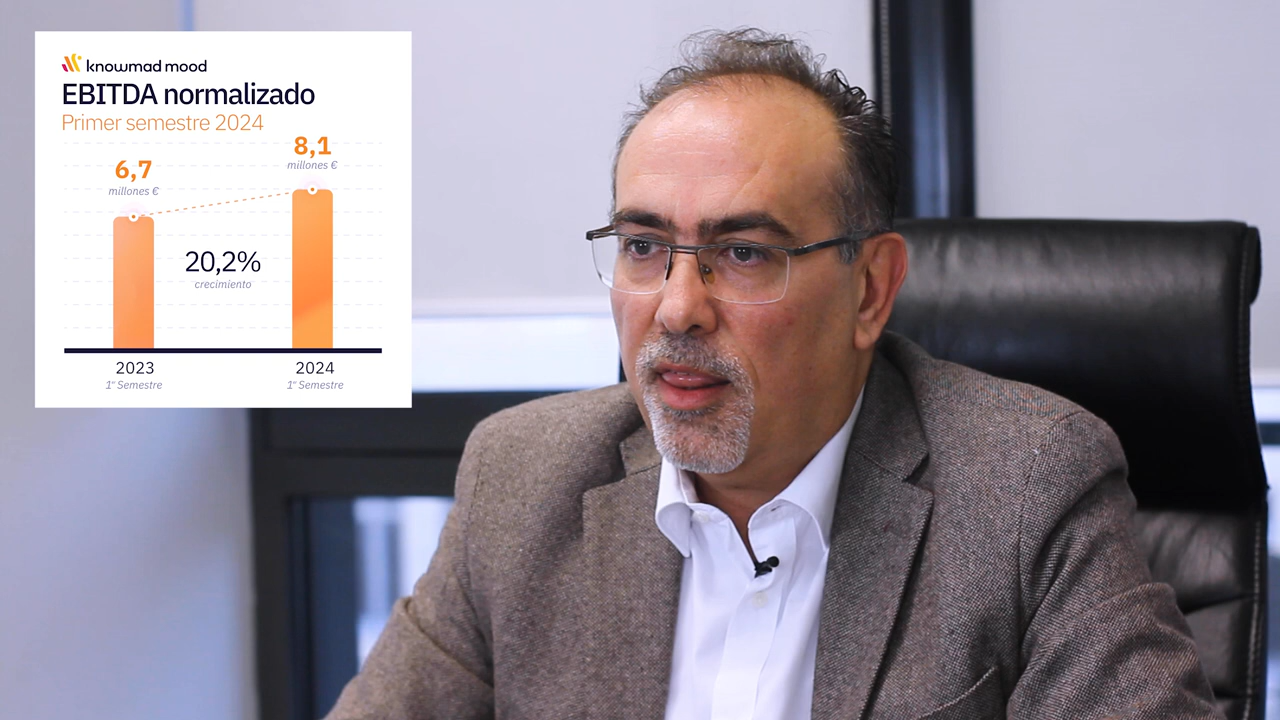 knowmad mood
EBITDA normalizado
Primer semestre 2024
6,7
millones €
8,1
millones €
20,2%
crecimiento
2023
1er Semestre
2024
1er Semestre